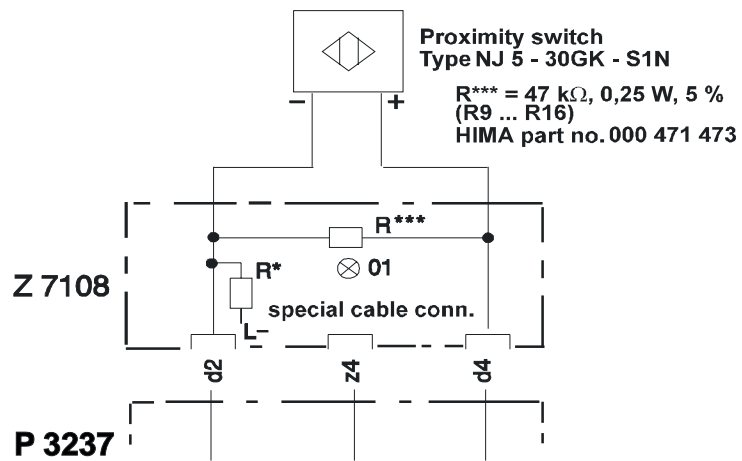 Proximity switch
Type NJ 5 - 30GK - S1N
R*** = 47 kΩ, 0,25 W, 5 %
(R9 ... R16)
HIMA part no. 000 471 473
− +
R***
R* 01
Z 7108
special cable conn.
L−
d2 z4 d4
P 3237